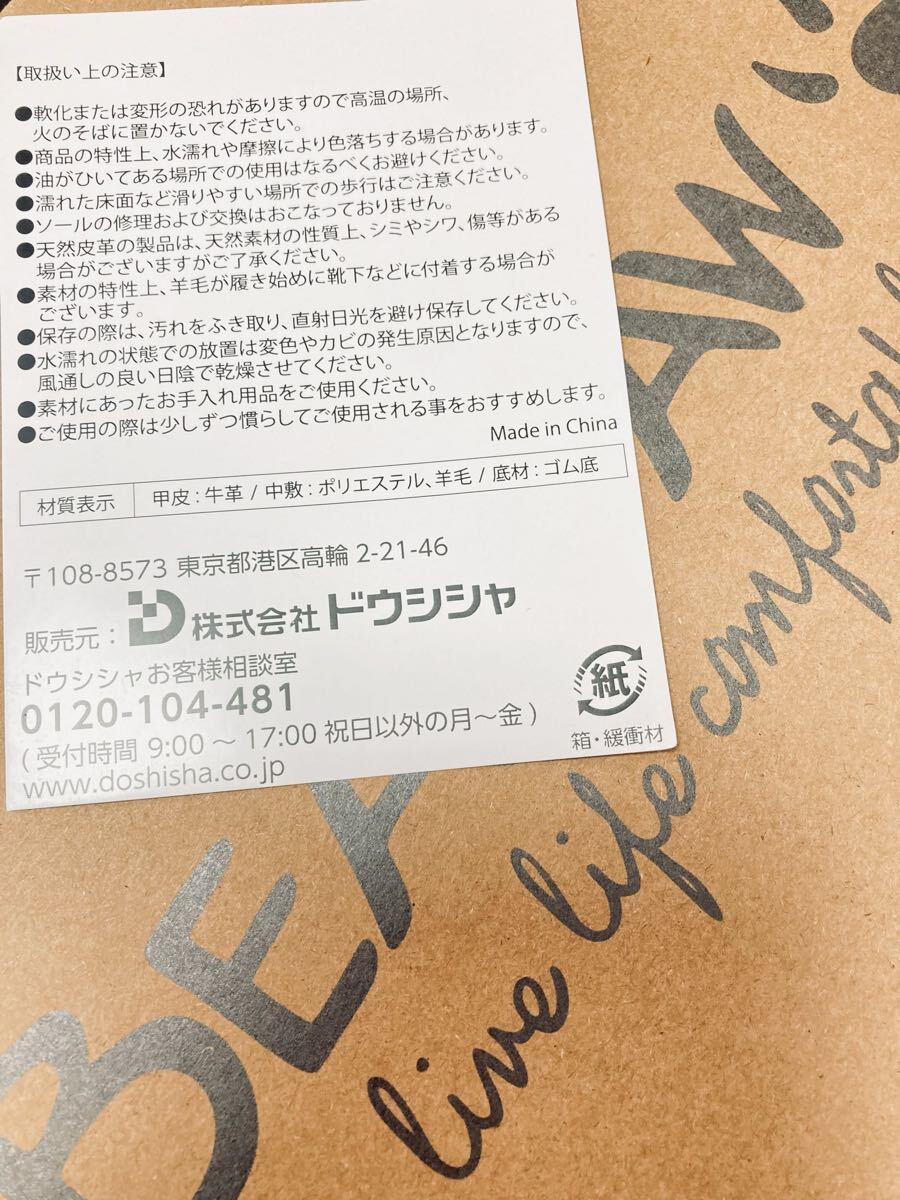 【取扱い上の注意】
●軟化または変形の恐れがありますので高温の場所、
火のそばに置かないでください。
●商品の特性上、水濡れや摩擦により色落ちする場合があります。
●油がひいてある場所での使用はなるべくお避けください。
●濡れた床面など滑りやすい場所での歩行はご注意ください。
●ソールの修理および交換はおこなっておりません。
●天然皮革の製品は、天然素材の性質上、シミやシワ、傷等がある
場合がございますがご了承ください。
●素材の特性上、羊毛が履き始めに靴下などに付着する場合が
ございます。
●保存の際は、汚れをふき取り、直射日光を避け保存してください。
●水濡れの状態での放置は変色やカビの発生原因となりますので、
風通しの良い日陰で乾燥させてください。
●素材にあったお手入れ用品をご使用ください。
●ご使用の際は少しずつ慣らしてご使用される事をおすすめします。
Made in China
材質表示 甲皮:牛革 / 中敷:ポリエステル、羊毛 / 底材:ゴム底
〒108-8573 東京都港区高輪 2-21-46
販売元: D 株式会社 ドウシシャ
ドウシシャお客様相談室
0120-104-481
( 受付時間 9:00 ~ 17:00 祝日以外の月~金 )
www.doshisha.co.jp
紙
箱・緩衝材
BEA
AW
live life comfortabl